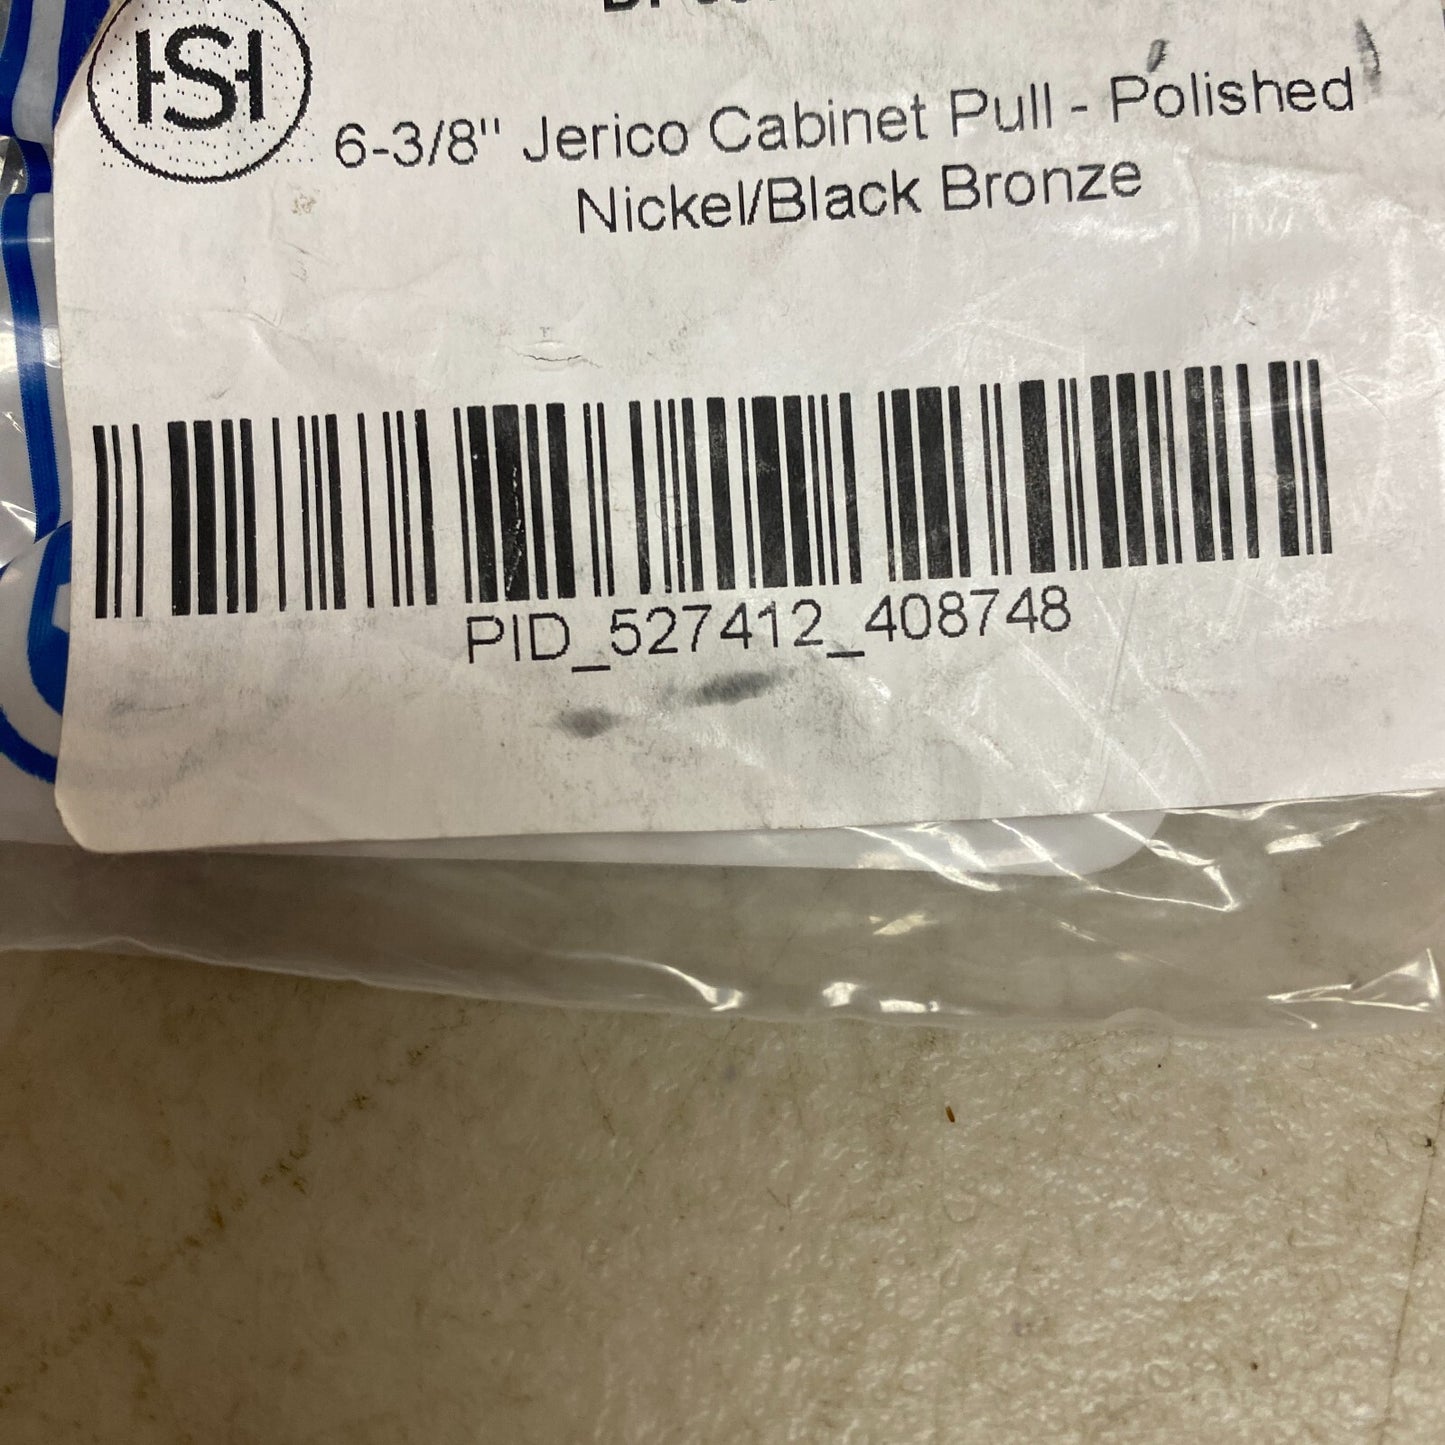 HSH
6-3/8" Jerico Cabinet Pull - Polished
Nickel/Black Bronze
PID_527412_408748